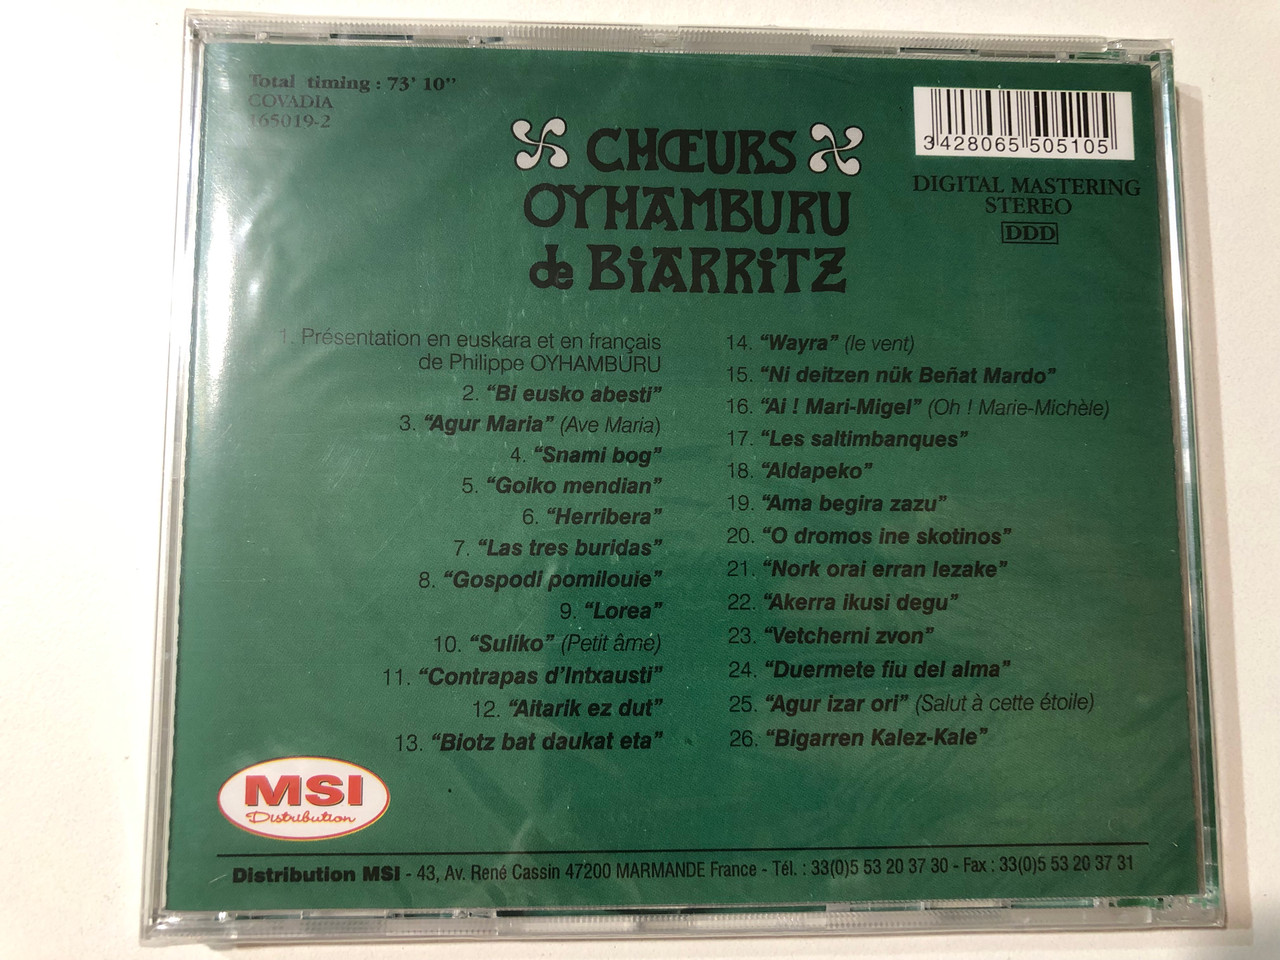 Total timing : 73' 10''
COVADIA
165019-2
CHŒURS
OYHAMBURU
de BiARRiTZ
3 428065 505105
DIGITAL MASTERING
STEREO
DDD
1. Présentation en euskara et en français
de Philippe OYHAMBURU
2. “Bi eusko abesti”
3. “Agur Maria” (Ave Maria)
4. “Snami bog”
5. “Goiko mendian”
6. “Herribera”
7. “Las tres buridas”
8. “Gospodi pomilouïe”
9. “Lorea”
10. “Suliko” (Petit âme)
11. “Contrapas d'Intxausti”
12. “Aitarik ez dut”
13. “Biotz bat daukat eta”
14. “Wayra” (le vent)
15. “Ni deitzen nük Beñat Mardo”
16. “Ai ! Mari-Migel” (Oh ! Marie-Michèle)
17. “Les saltimbanques”
18. “Aldapeko”
19. “Ama begira zazu”
20. “O dromos ine skotinos”
21. “Nork orai erran lezake”
22. “Akerra ikusi degu”
23. “Vetcherni zvon”
24. “Duermete fiu del alma”
25. “Agur izar ori” (Salut à cette étoile)
26. “Bigarren Kalez-Kale”
MSI
Distribution
Distribution MSI - 43, Av. René Cassin 47200 MARMANDE France - Tél. : 33(0)5 53 20 37 30 - Fax : 33(0)5 53 20 37 31